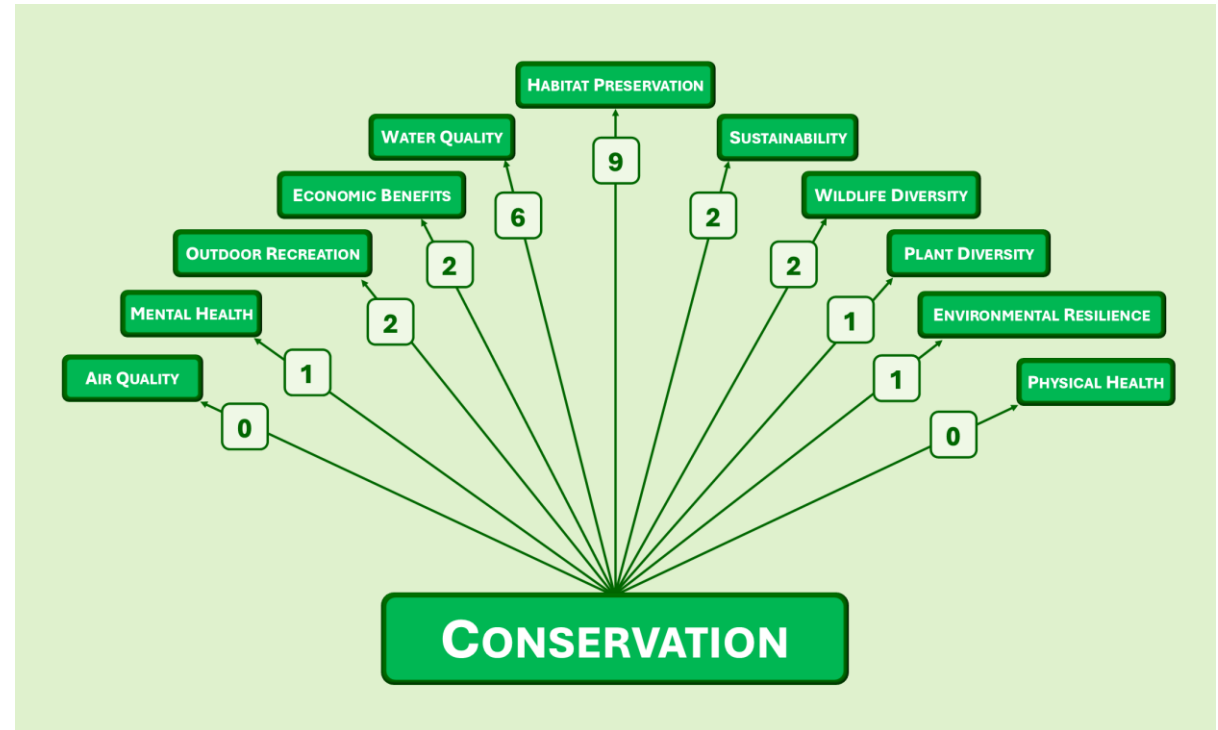 HABITAT PRESERVATION
WATER QUALITY
SUSTAINABILITY
9
ECONOMIC BENEFITS
WILDLIFE DIVERSITY
6
2
OUTDOOR RECREATION
PLANT DIVERSITY
2
2
MENTAL HEALTH
ENVIRONMENTAL RESILIENCE
2
1
AIR QUALITY
PHYSICAL HEALTH
1
1
0
0
CONSERVATION